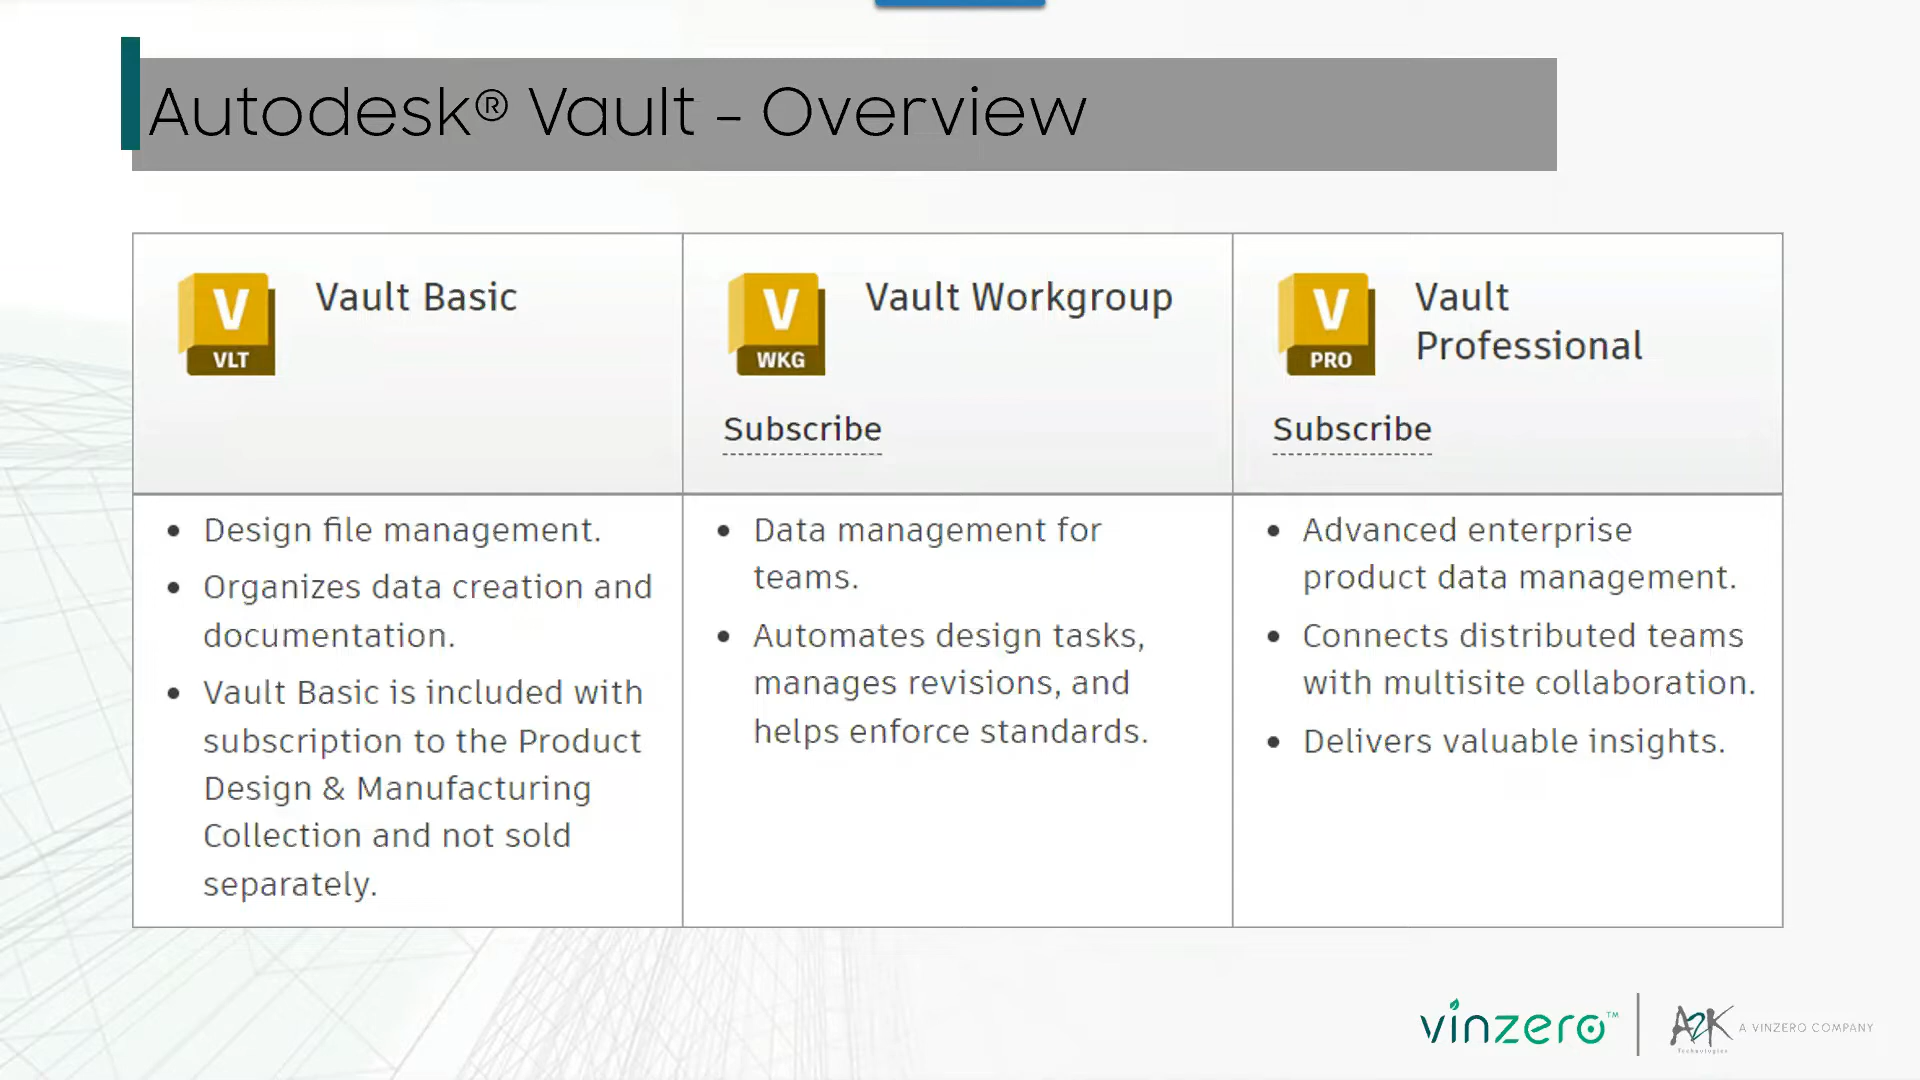 Autodesk® Vault - Overview
V
VLT
Vault Basic
V
WKG
Vault Workgroup
Subscribe
V
PRO
Vault
Professional
Subscribe
• Design file management.
• Organizes data creation and
documentation.
• Vault Basic is included with
subscription to the Product
Design & Manufacturing
Collection and not sold
separately.
• Data management for
teams.
• Automates design tasks,
manages revisions, and
helps enforce standards.
• Advanced enterprise
product data management.
• Connects distributed teams
with multisite collaboration.
• Delivers valuable insights.
vinzero™
A2K
Technologies
A VINZERO COMPANY